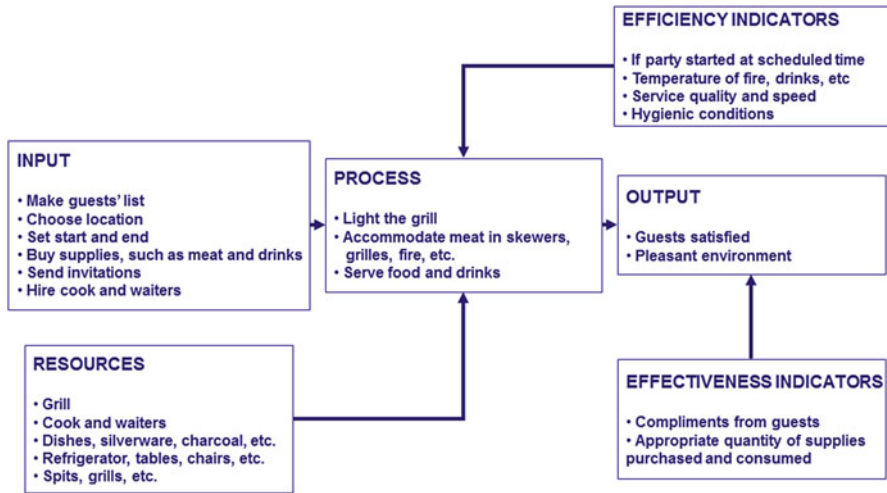 EFFICIENCY INDICATORS
• If party started at scheduled time
• Temperature of fire, drinks, etc
• Service quality and speed
• Hygienic conditions
INPUT
• Make guests' list
• Choose location
• Set start and end
• Buy supplies, such as meat and drinks
• Send invitations
• Hire cook and waiters
PROCESS
• Light the grill
• Accommodate meat in skewers,
grilles, fire, etc.
• Serve food and drinks
OUTPUT
• Guests satisfied
• Pleasant environment
RESOURCES
• Grill
• Cook and waiters
• Dishes, silverware, charcoal, etc.
• Refrigerator, tables, chairs, etc.
• Spits, grills, etc.
EFFECTIVENESS INDICATORS
• Compliments from guests
• Appropriate quantity of supplies
purchased and consumed